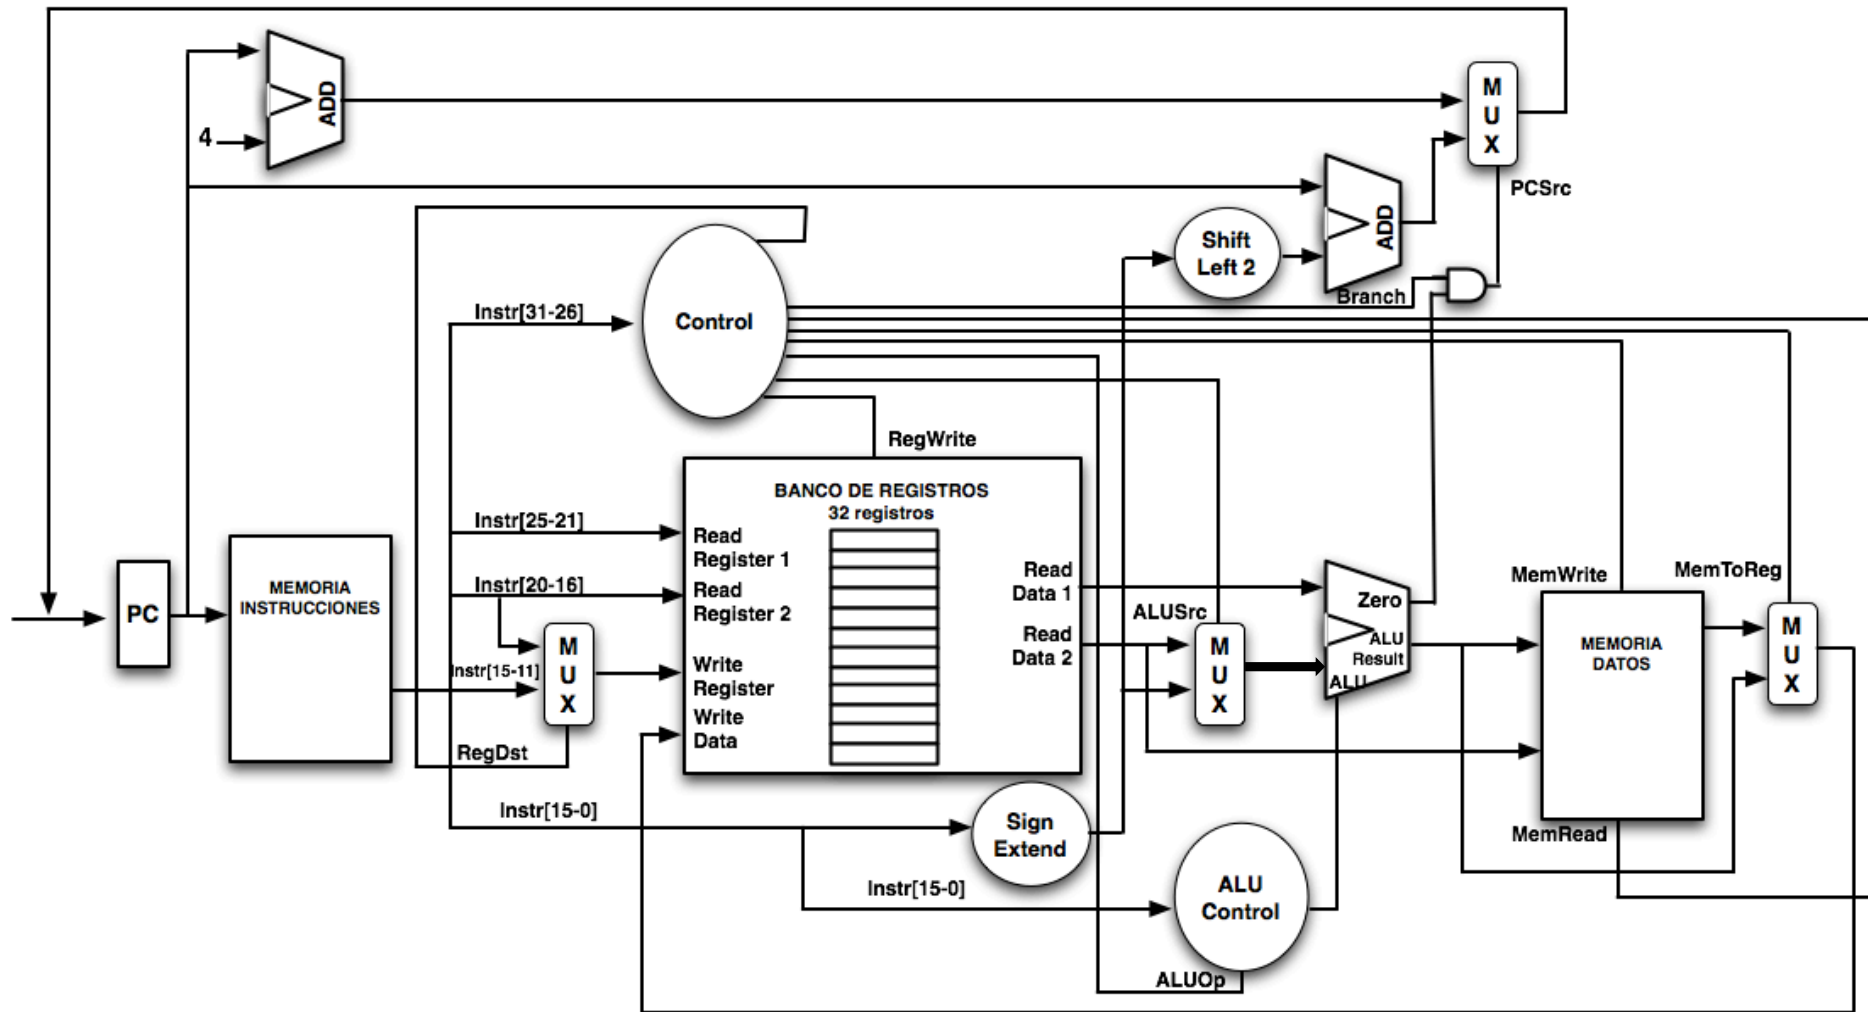 ADD
4
M
U
X
PCSrc
ADD
Shift
Left 2
Branch
Instr[31-26]
Control
RegWrite
BANCO DE REGISTROS
32 registros
Instr[25-21]
Read
Register 1
Instr[20-16]
Read
Register 2
Write
Register
Write
Data
Read
Data 1
Read
Data 2
PC
MEMORIA
INSTRUCCIONES
M
U
X
Instr[15-11]
RegDst
ALUSrc
M
U
X
Zero
ALU
Result
ALU
MemWrite
MemToReg
MEMORIA
DATOS
M
U
X
MemRead
Instr[15-0]
Sign
Extend
Instr[15-0]
ALU
Control
ALUOp